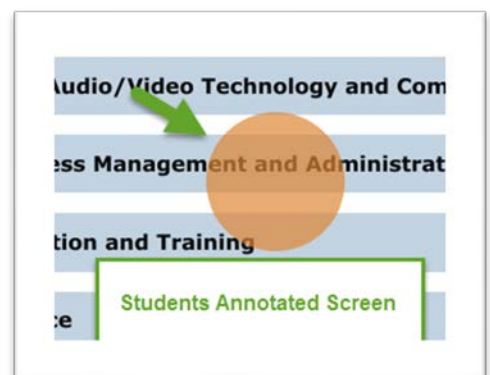 Audio/Video Technology and Com
ess Management and Administrat
tion and Training
ce
Students Annotated Screen